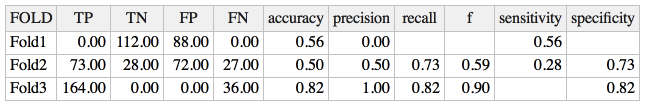 FOLD TP TN FP FN accuracy precision recall f sensitivity specificity
Fold1 0.00 112.00 88.00 0.00 0.56 0.00 0.56
Fold2 73.00 28.00 72.00 27.00 0.50 0.50 0.73 0.59 0.28 0.73
Fold3 164.00 0.00 0.00 36.00 0.82 1.00 0.82 0.90 0.82